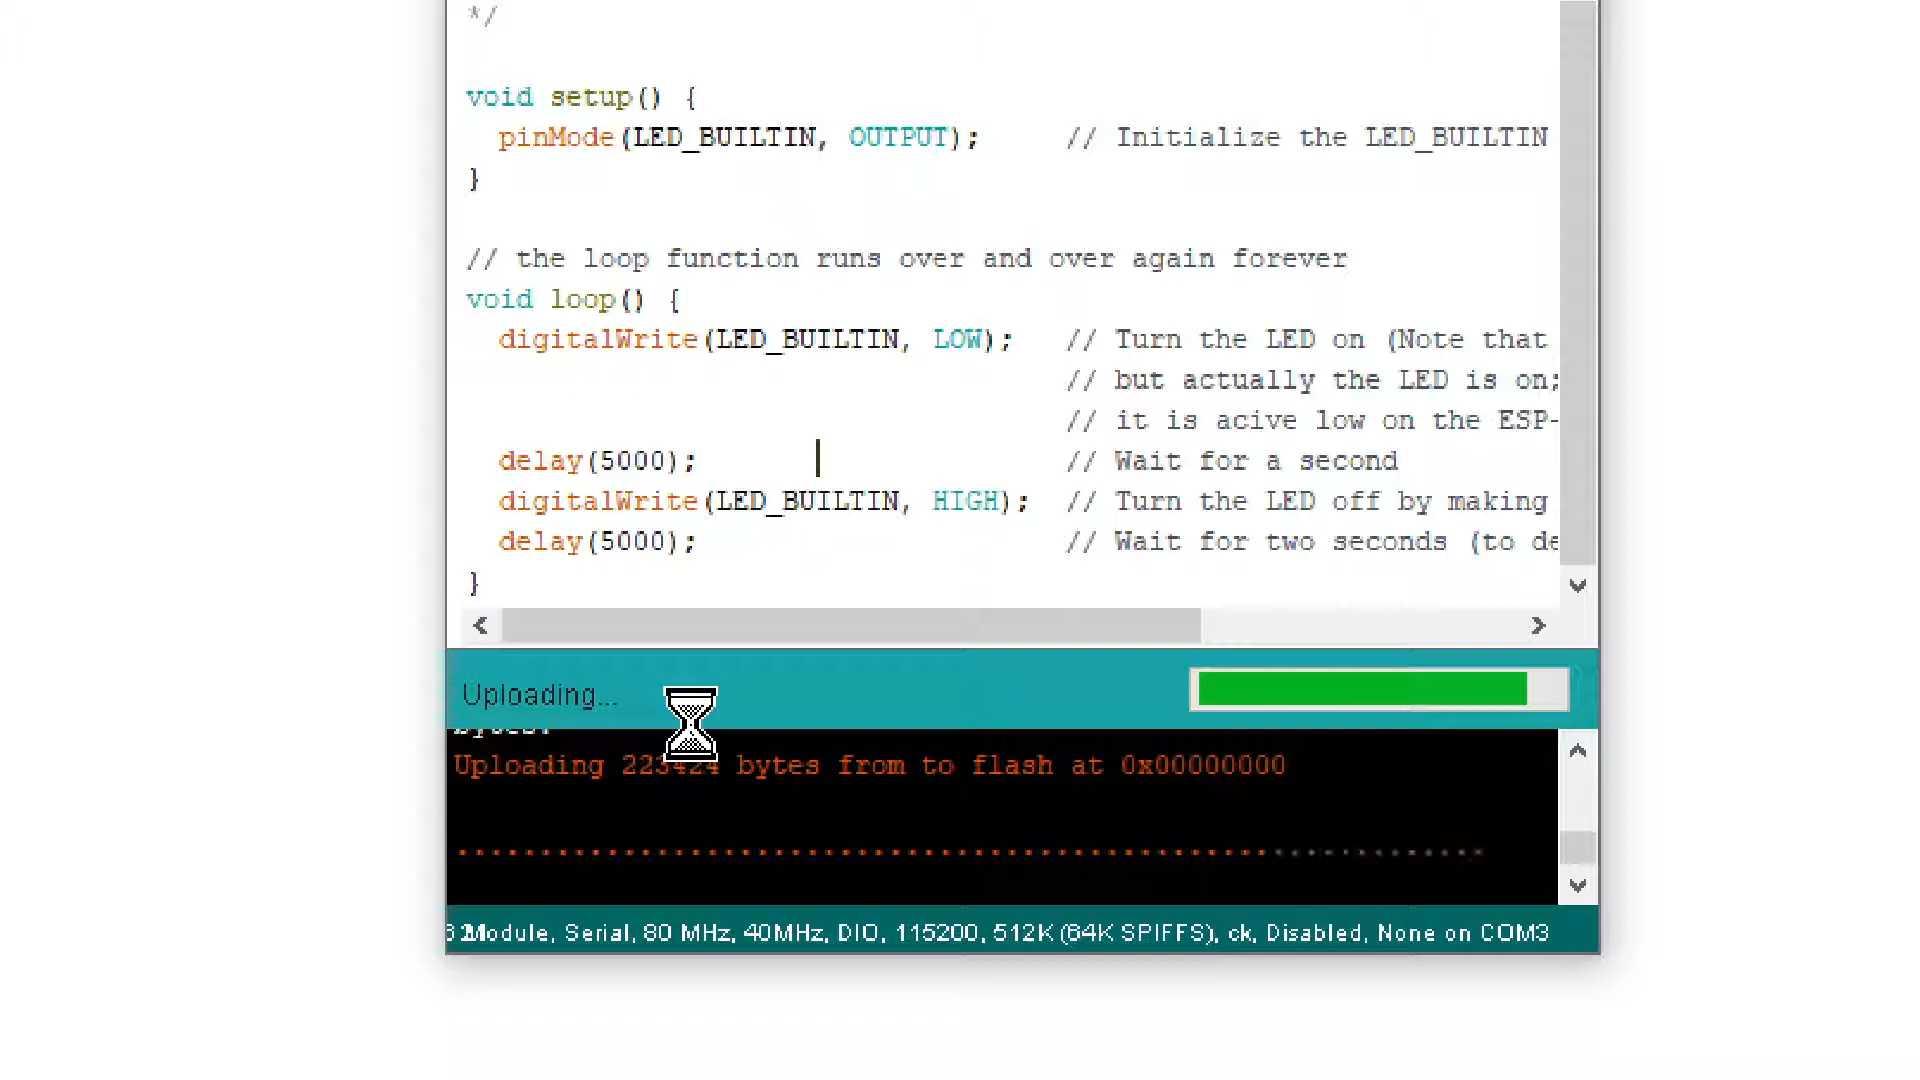 */
void setup() {
pinMode(LED_BUILTIN, OUTPUT); // Initialize the LED_BUILTIN
}
// the loop function runs over and over again forever
void loop() {
digitalWrite(LED_BUILTIN, LOW); // Turn the LED on (Note that
// but actually the LED is on;
// it is acive low on the ESP-
delay(5000); // Wait for a second
digitalWrite(LED_BUILTIN, HIGH); // Turn the LED off by making
delay(5000); // Wait for two seconds (to de
}
Uploading...
bytes.
Uploading 223424 bytes from to flash at 0x00000000
Module, Serial, 80 MHz, 40MHz, DIO, 115200, 512K (64K SPIFFS), ck, Disabled, None on COM3